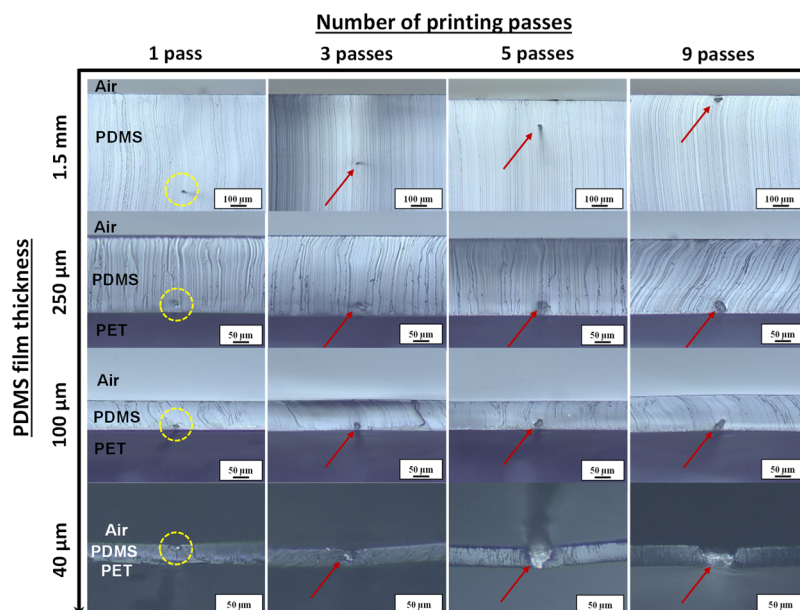 Number of printing passes
1 pass 3 passes 5 passes 9 passes
PDMS film thickness
1.5 mm
Air
PDMS
100 µm 100 µm 100 µm 100 µm
250 µm
Air
PDMS
PET
50 µm 50 µm 50 µm 50 µm
100 µm
Air
PDMS
PET
50 µm 50 µm 50 µm 50 µm
40 µm
Air
PDMS
PET
50 µm 50 µm 50 µm 50 µm